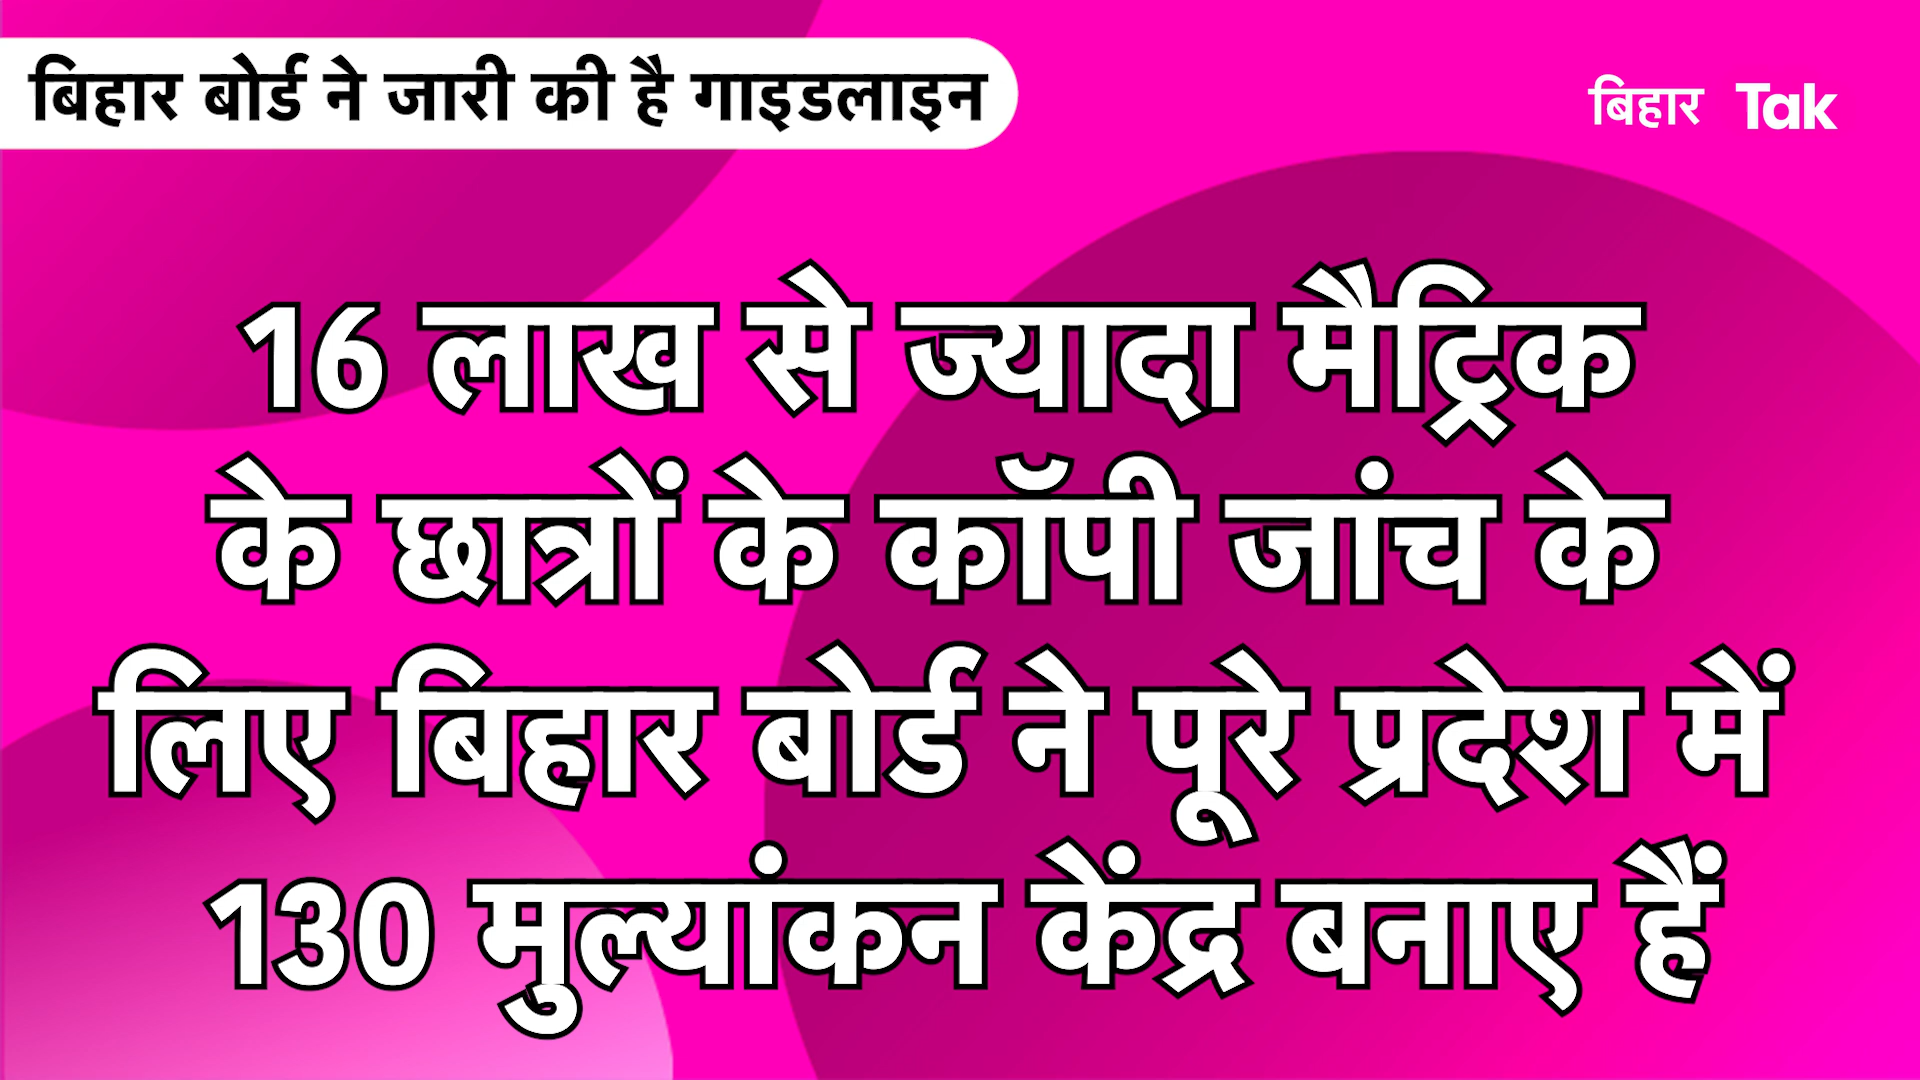 बिहार बोर्ड ने जारी की है गाइडलाइन
बिहार Tak
16 लाख से ज्यादा मैट्रिक
के छात्रों के कॉपी जांच के
लिए बिहार बोर्ड ने पूरे प्रदेश में
130 मुल्यांकन केंद्र बनाए हैं